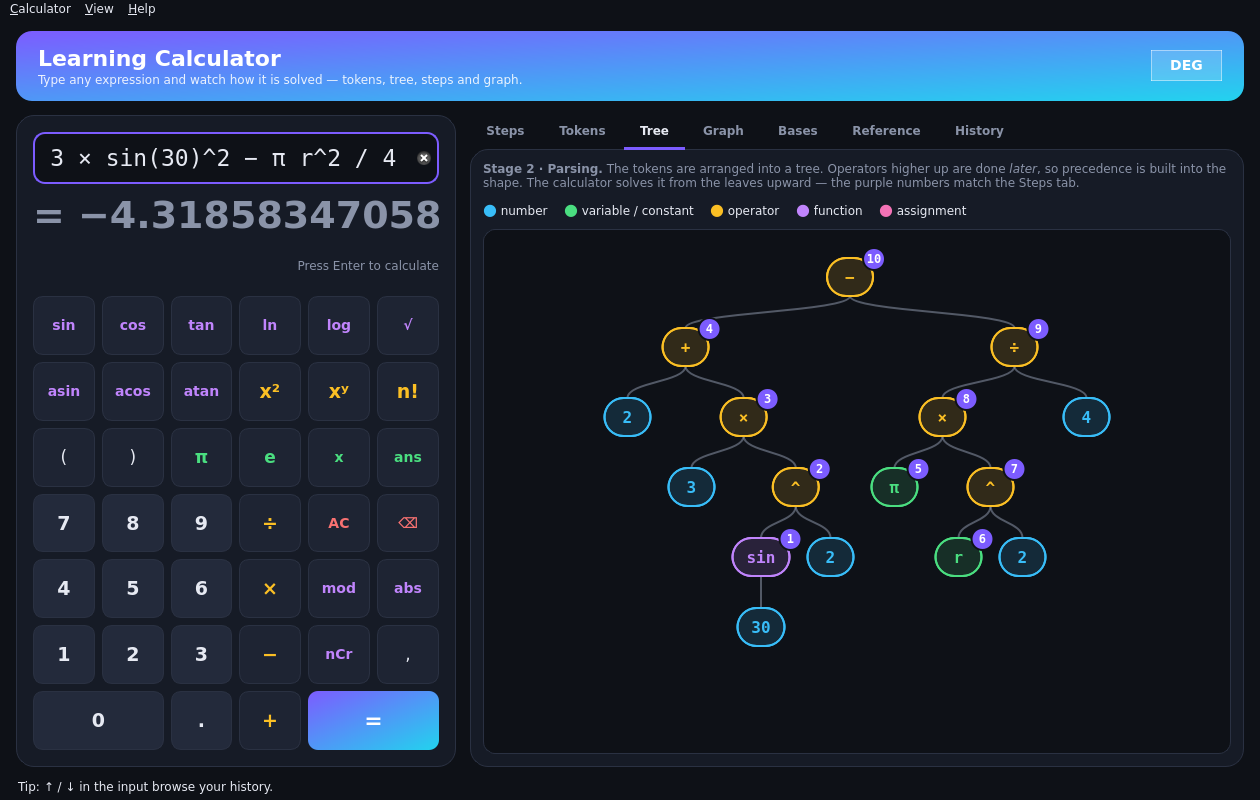 Calculator View Help
Learning Calculator
Type any expression and watch how it is solved — tokens, tree, steps and graph.
DEG
3 × sin(30)^2 − π r^2 / 4
= −4.31858347058
Press Enter to calculate
sin cos tan ln log √
asin acos atan x² xʸ n!
( ) π e x ans
7 8 9 ÷ AC ⌫
4 5 6 × mod abs
1 2 3 − nCr ,
0 . + =
Steps Tokens Tree Graph Bases Reference History
Stage 2 · Parsing. The tokens are arranged into a tree. Operators higher up are done later, so precedence is built into the
shape. The calculator solves it from the leaves upward — the purple numbers match the Steps tab.
number variable / constant operator function assignment
− 10
+ 4 ÷ 9
2 × 3 × 8 4
3 ^ 2 π 5 ^ 7
sin 1 2 r 6 2
30
Tip: ↑ / ↓ in the input browse your history.